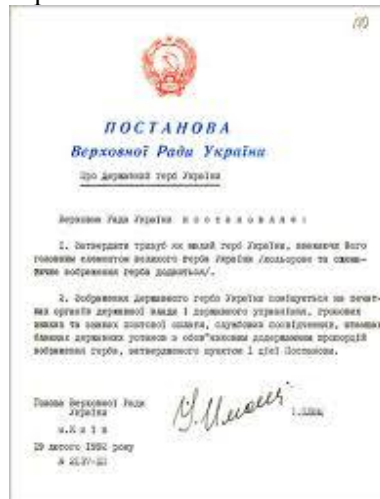 ПОСТАНОВА
Верховної Ради України
Про Державний герб України
Верховна Рада України п о с т а н о в л я є :
1. Затвердити тризуб як малий герб України, вважаючи його
головним елементом великого герба України /кольорове та схема-
тичне зображення герба додаються/.
2. Зображення Державного герба України поміщується на печат-
ках органів державної влади і державного управління, грошових
знаках та знаках поштової оплати, службових посвідченнях, штампах,
бланках державних установ з обов"язковим додержанням пропорцій
зображення герба, затвердженого пунктом 1 цієї Постанови.
Голова Верховної Ради
України
І.ПЛЮЩ
м.К и ї в
19 лютого 1992 року
№ 2137-XII